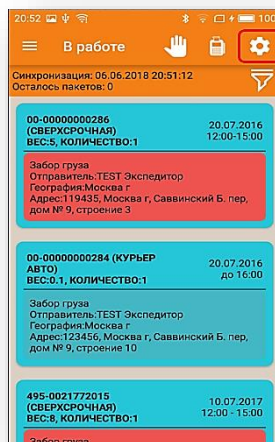 20:52
100
В работе
Синхронизация: 06.06.2018 20:51:12
Осталось пакетов: 0
00-00000000286
(СВЕРХСРОЧНАЯ)
ВЕС:5, КОЛИЧЕСТВО:1
20.07.2016
12:00-15:00
Забор груза
Отправитель:TEST Экспедитор
География:Москва г
Адрес:119435, Москва г, Саввинский Б. пер,
дом № 9, строение 3
00-00000000284 (КУРЬЕР
АВТО)
ВЕС:0.1, КОЛИЧЕСТВО:1
20.07.2016
до 16:00
Забор груза
Отправитель:TEST Экспедитор
География:Москва г
Адрес:123456, Москва г, Саввинский Б. пер,
дом № 9, строение 10
495-0021772015
(СВЕРХСРОЧНАЯ)
ВЕС:8, КОЛИЧЕСТВО:1
10.07.2017
12:00 - 15:00
Забор груза